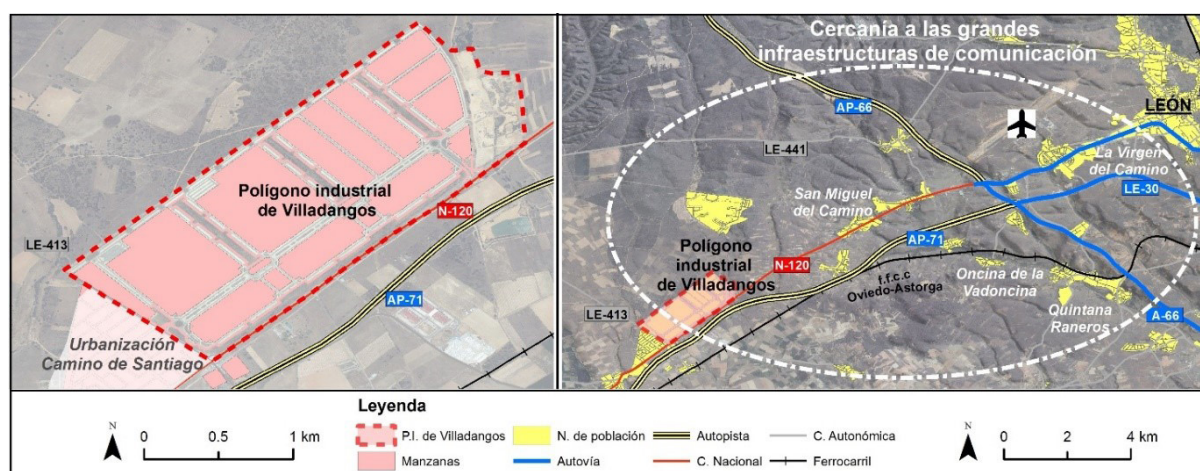 Polígono industrial
de Villadangos
N-120
LE-413
AP-71
Urbanización
Camino de Santiago
Cercanía a las grandes
infraestructuras de comunicación
LEÓN
AP-66
LE-441
La Virgen
del Camino
LE-30
San Miguel
del Camino
AP-71
Polígono
industrial
de Villadangos
N-120
f.f.c.c
Oviedo-Astorga
Oncina de la
Vadoncina
LE-413
Quintana
Raneros
A-66
Leyenda
N
0 0,5 1 km
P.I. de Villadangos
N. de población
Autopista
C. Autonómica
Manzanas
Autovía
C. Nacional
Ferrocarril
N
0 2 4 km